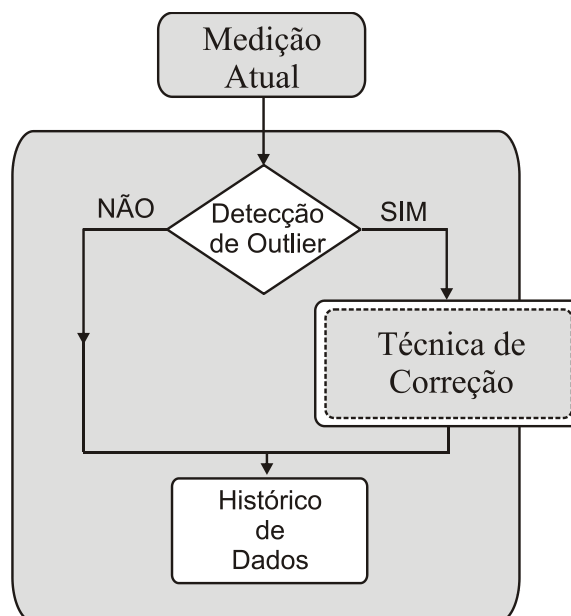 Medição
Atual
NÃO
Detecção
de Outlier
SIM
Técnica de
Correção
Histórico
de
Dados